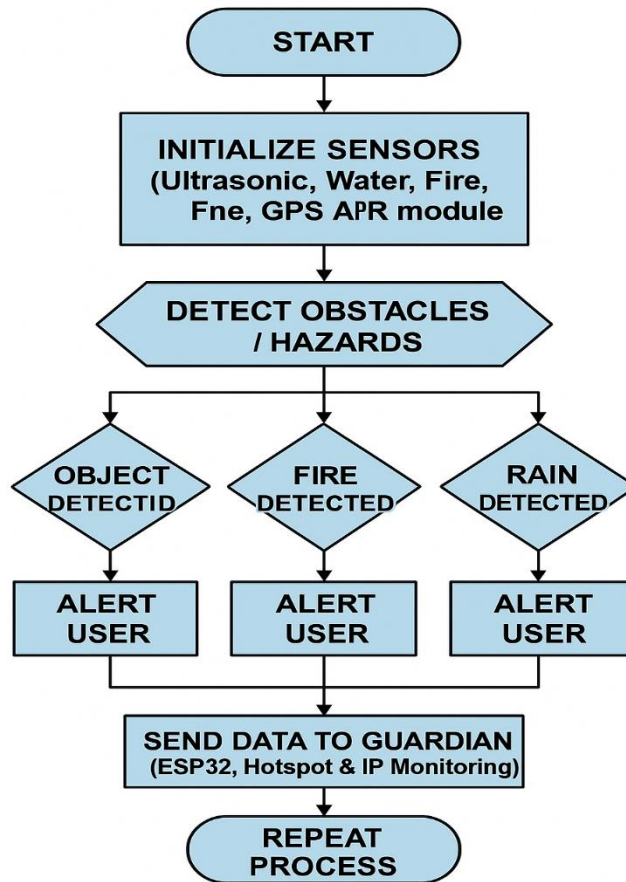 START
INITIALIZE SENSORS
(Ultrasonic, Water, Fire,
Fne, GPS APR module
DETECT OBSTACLES
/ HAZARDS
OBJECT
DETECTID
FIRE
DETECTED
RAIN
DETECTED
ALERT
USER
ALERT
USER
ALERT
USER
SEND DATA TO GUARDIAN
(ESP32, Hotspot & IP Monitoring)
REPEAT
PROCESS